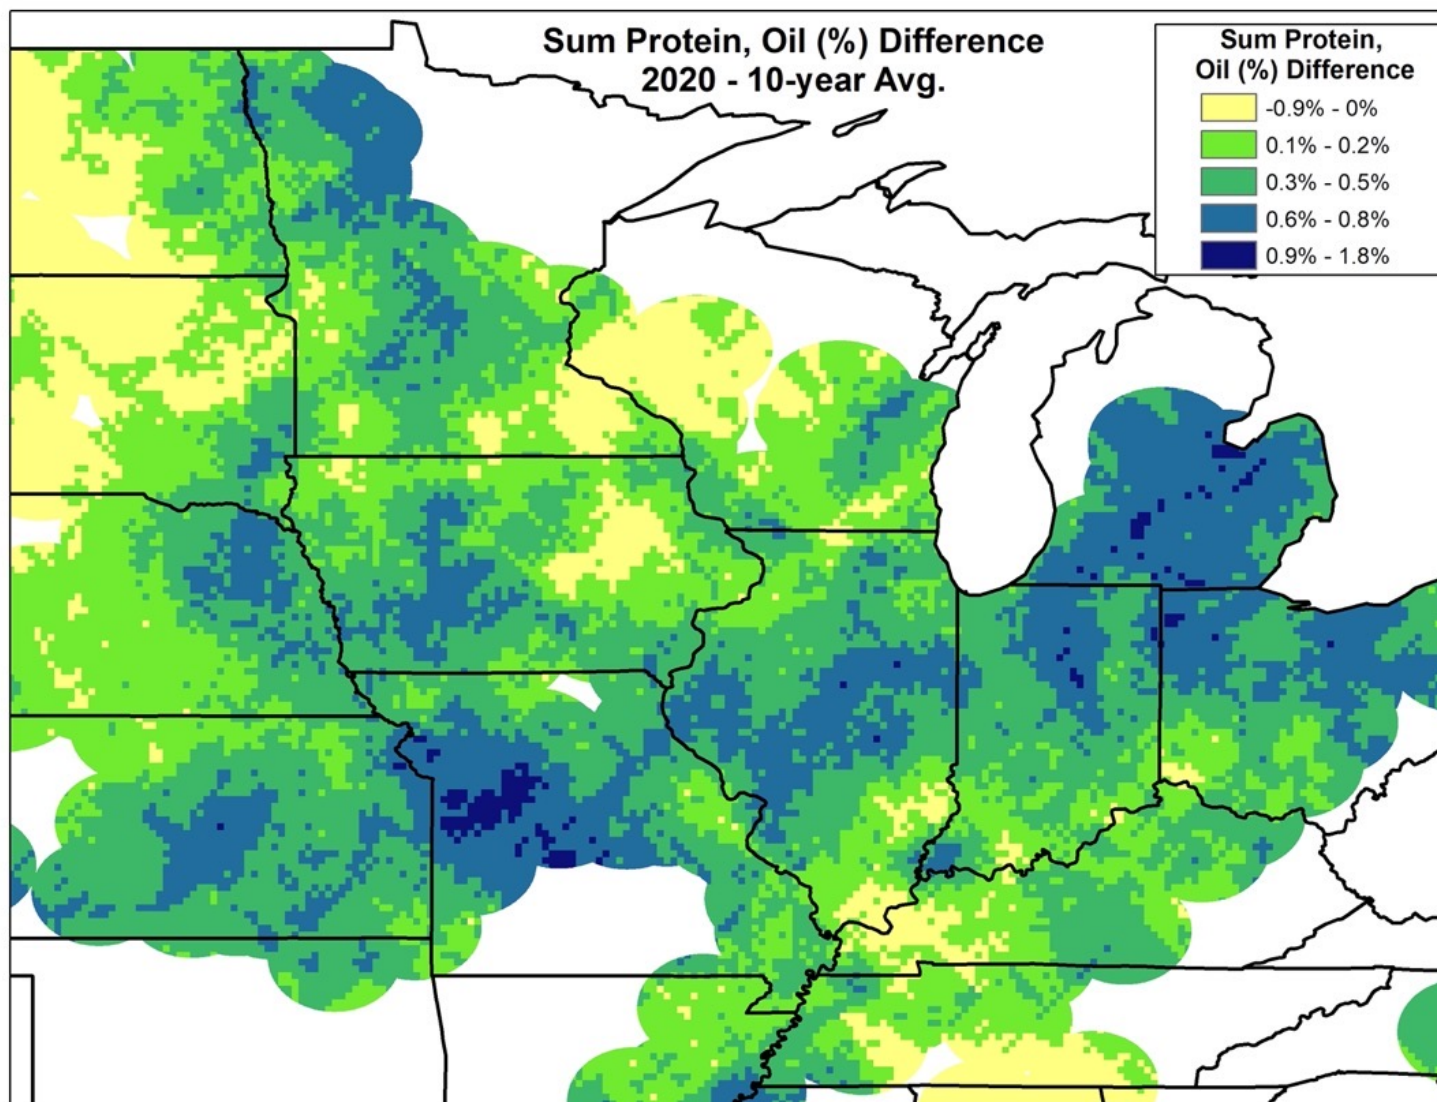 Sum Protein, Oil (%) Difference
2020 - 10-year Avg.
Sum Protein,
Oil (%) Difference
-0.9% - 0%
0.1% - 0.2%
0.3% - 0.5%
0.6% - 0.8%
0.9% - 1.8%